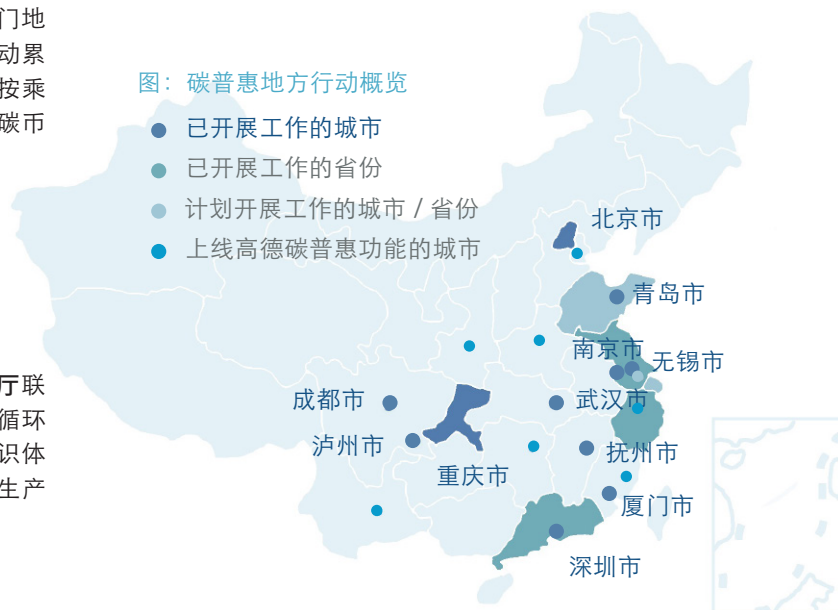 门地
动累
按乘
碳币
厅联
循环
识体
生产
图：碳普惠地方行动概览
已开展工作的城市
已开展工作的省份
计划开展工作的城市 / 省份
上线高德碳普惠功能的城市
北京市
青岛市
南京市
无锡市
成都市
武汉市
泸州市
抚州市
重庆市
厦门市
深圳市